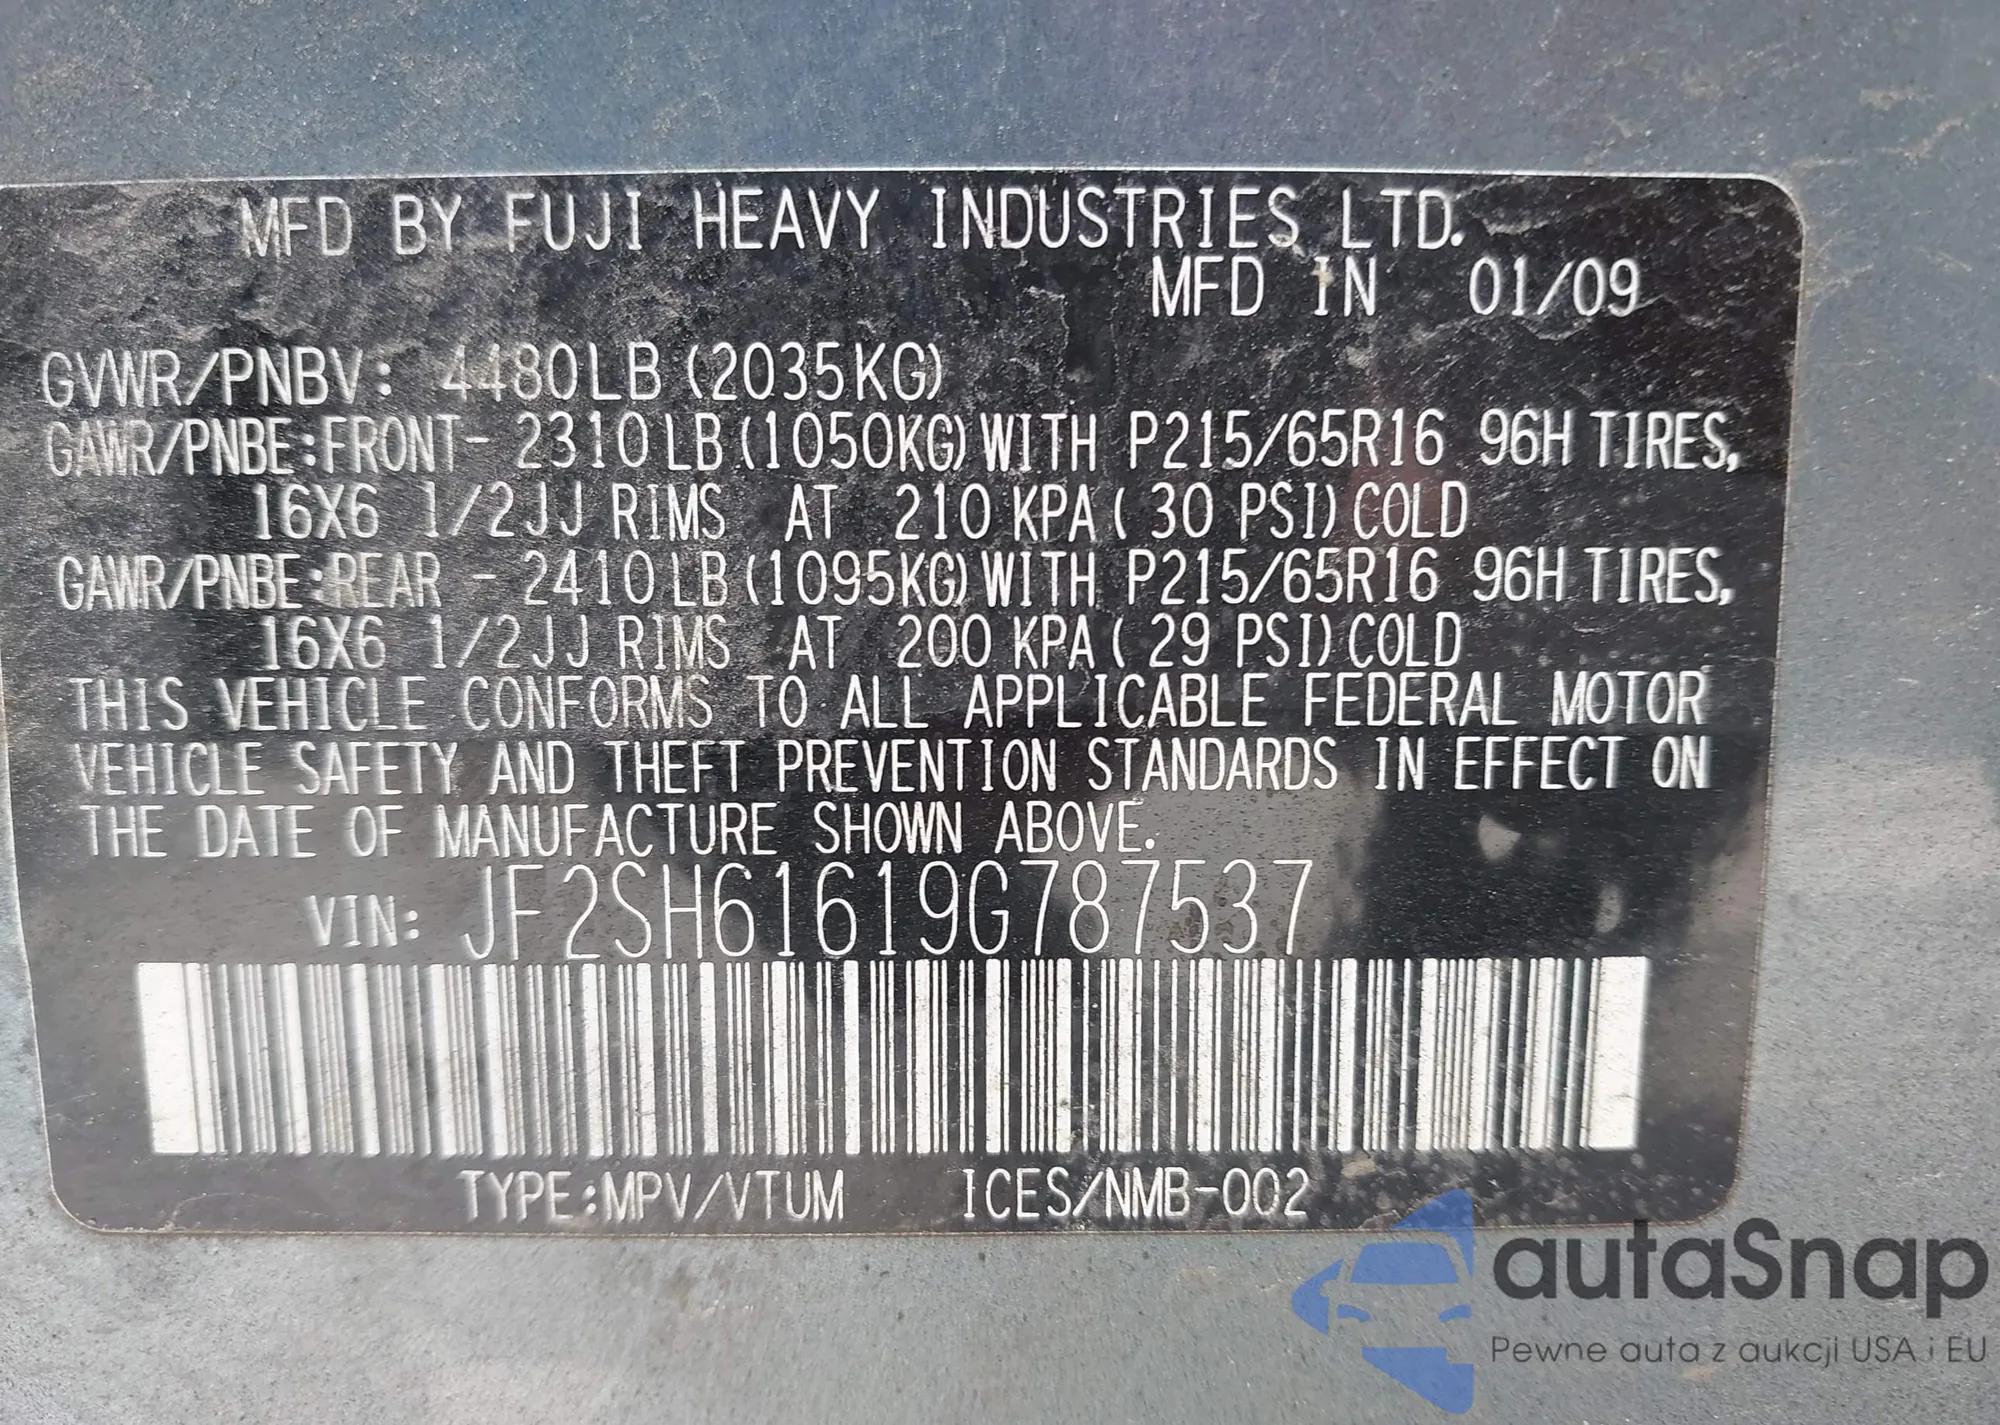 MFD BY FUJI HEAVY INDUSTRIES LTD.
MFD IN 01/09
GVWR/PNBV: 4480LB (2035KG)
GAWR/PNBE:FRONT- 2310LB(1050KG)WITH P215/65R16 96H TIRES,
16X6 1/2JJ RIMS AT 210 KPA( 30 PSI)COLD
GAWR/PNBE:REAR - 2410LB(1095KG)WITH P215/65R16 96H TIRES,
16X6 1/2JJ RIMS AT 200 KPA( 29 PSI)COLD
THIS VEHICLE CONFORMS TO ALL APPLICABLE FEDERAL MOTOR
VEHICLE SAFETY AND THEFT PREVENTION STANDARDS IN EFFECT ON
THE DATE OF MANUFACTURE SHOWN ABOVE.
VIN: JF2SH61619G787537
TYPE:MPV/VTUM ICES/NMB-002
autaSnap
Pewne auta z aukcji USA i EU